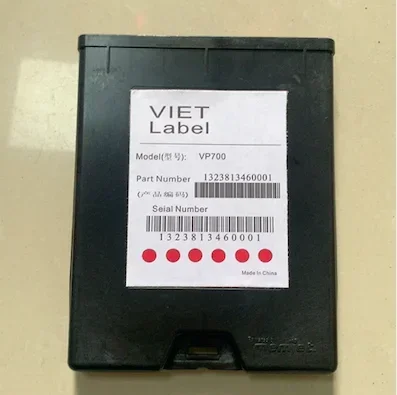 VIET
Label
Model(型号): VP700
Part Number 1323813460001
(产品编码)
Seial Number
1323813460001
Made In China